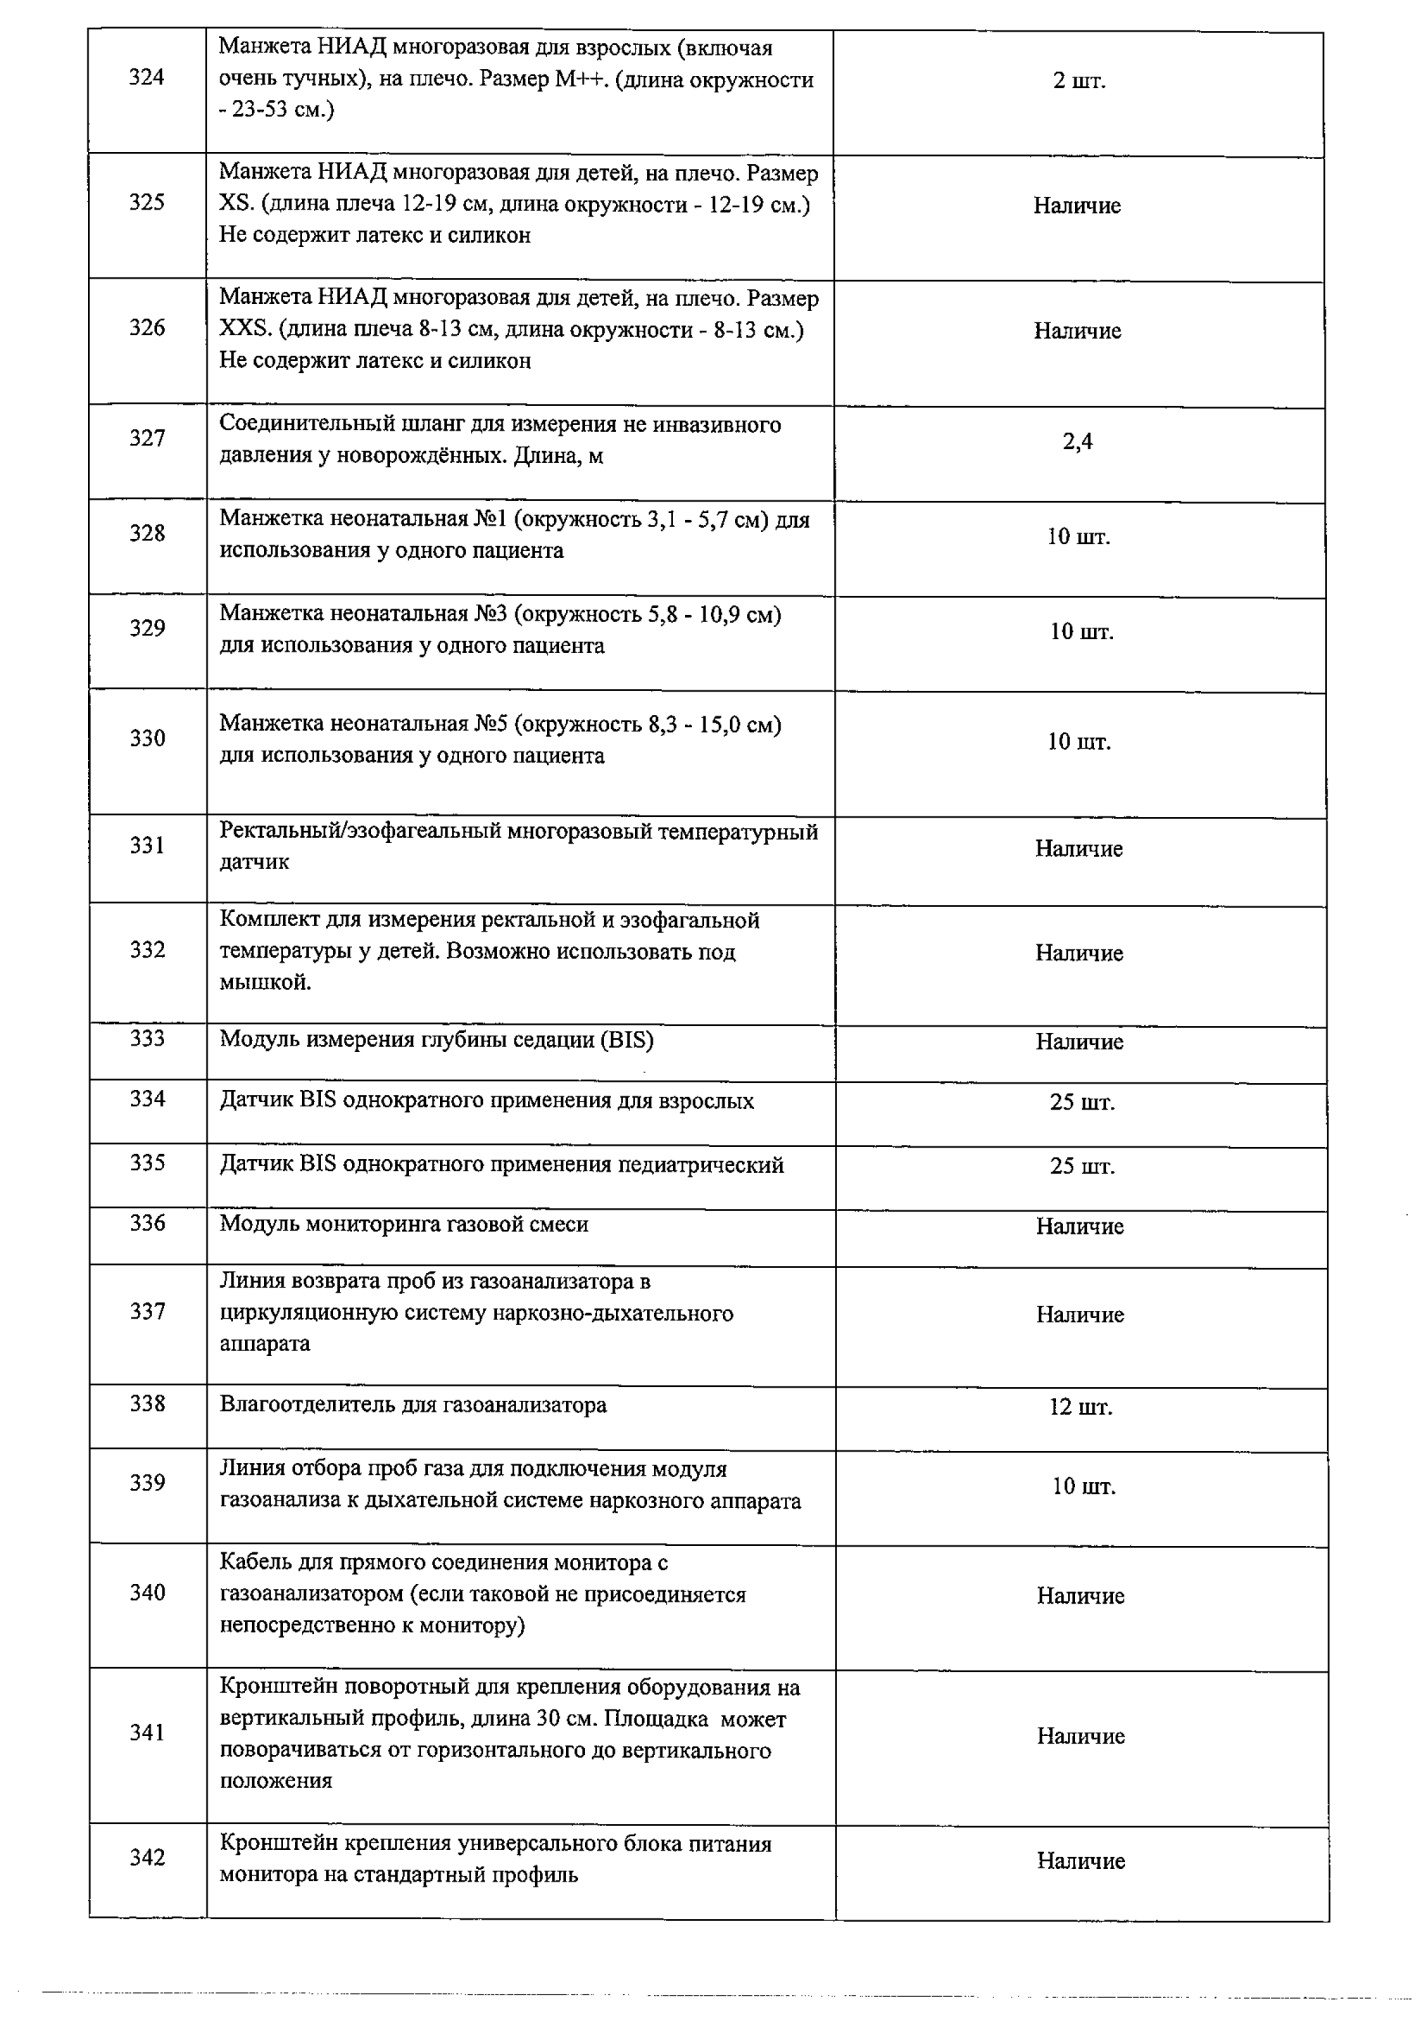 324
Манжета НИАД многоразовая для взрослых (включая
очень тучных), на плечо. Размер M++. (длина окружности
- 23-53 см.)
2 шт.
325
Манжета НИАД многоразовая для детей, на плечо. Размер
XS. (длина плеча 12-19 см, длина окружности - 12-19 см.)
Не содержит латекс и силикон
Наличие
326
Манжета НИАД многоразовая для детей, на плечо. Размер
XXS. (длина плеча 8-13 см, длина окружности - 8-13 см.)
Не содержит латекс и силикон
Наличие
327
Соединительный шланг для измерения не инвазивного
давления у новорождённых. Длина, м
2,4
328
Манжетка неонатальная №1 (окружность 3,1 - 5,7 см) для
использования у одного пациента
10 шт.
329
Манжетка неонатальная №3 (окружность 5,8 - 10,9 см)
для использования у одного пациента
10 шт.
330
Манжетка неонатальная №5 (окружность 8,3 - 15,0 см)
для использования у одного пациента
10 шт.
331
Ректальный/эзофагеальный многоразовый температурный
датчик
Наличие
332
Комплект для измерения ректальной и эзофагальной
температуры у детей. Возможно использовать под
мышкой.
Наличие
333
Модуль измерения глубины седации (BIS)
Наличие
334
Датчик BIS однократного применения для взрослых
25 шт.
335
Датчик BIS однократного применения педиатрический
25 шт.
336
Модуль мониторинга газовой смеси
Наличие
337
Линия возврата проб из газоанализатора в
циркуляционную систему наркозно-дыхательного
аппарата
Наличие
338
Влагоотделитель для газоанализатора
12 шт.
339
Линия отбора проб газа для подключения модуля
газоанализа к дыхательной системе наркозного аппарата
10 шт.
340
Кабель для прямого соединения монитора с
газоанализатором (если таковой не присоединяется
непосредственно к монитору)
Наличие
341
Кронштейн поворотный для крепления оборудования на
вертикальный профиль, длина 30 см. Площадка может
поворачиваться от горизонтального до вертикального
положения
Наличие
342
Кронштейн крепления универсального блока питания
монитора на стандартный профиль
Наличие